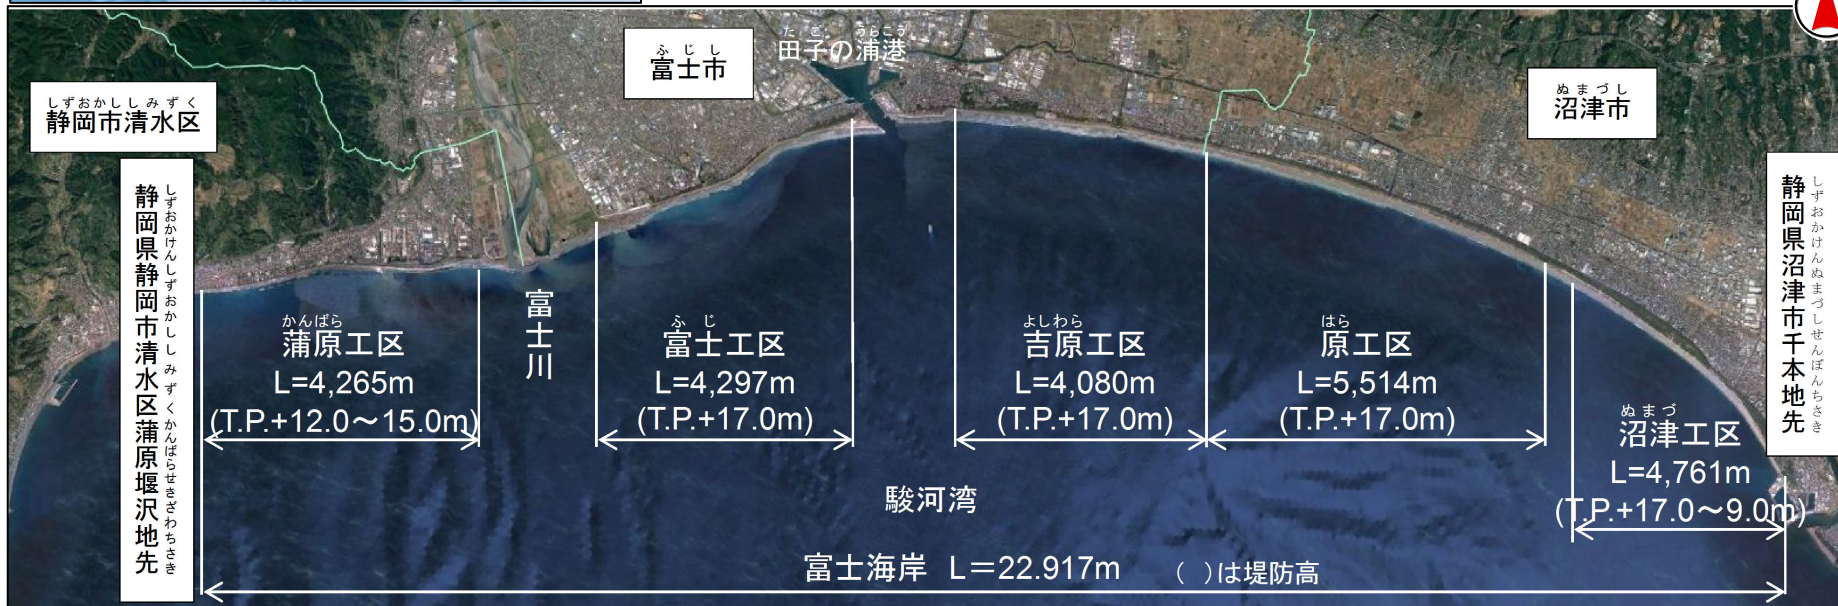 たごうらこう
田子の浦港
ふじし
富士市
しずおかししみずく
静岡市清水区
ぬまづし
沼津市
しずおかけんしずおかししみずくかんばらせきざわちさき
静岡県静岡市清水区蒲原堰沢地先
しずおかけんぬまづしせんぼんちさき
静岡県沼津市千本地先
富士川
かんばら
蒲原工区
L=4,265m
(T.P.+12.0～15.0m)
ふじ
富士工区
L=4,297m
(T.P.+17.0m)
よしわら
吉原工区
L=4,080m
(T.P.+17.0m)
はら
原工区
L=5,514m
(T.P.+17.0m)
ぬまづ
沼津工区
L=4,761m
(T.P.+17.0～9.0m)
駿河湾
富士海岸 L＝22.917m ( )は堤防高